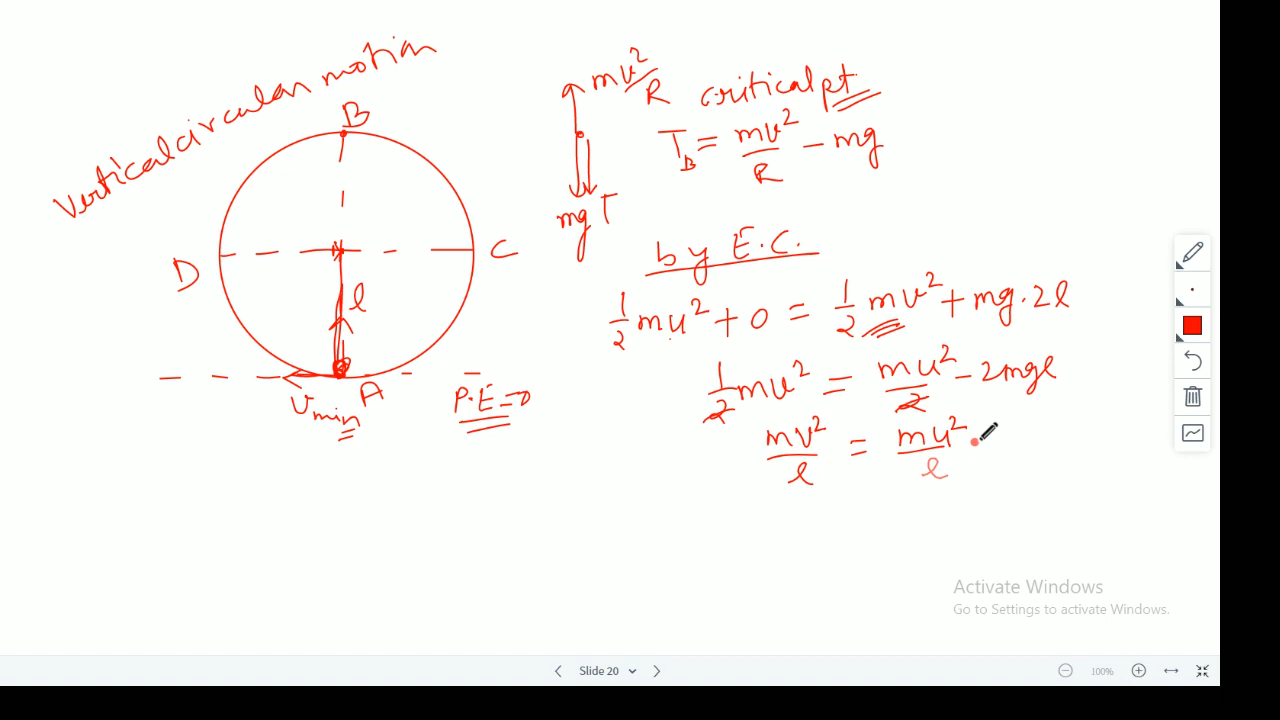 Vertical circular motion
B
D
C
l
A
Umin
P.E=0
mv²/R
mg T
critical pt.
T_B = mv²/R - mg
by E.C.
1/2 mu² + 0 = 1/2 mv² + mg.2l
1/2 mv² = mu²/2 - 2mgl
mv²/l = mu²/l
Activate Windows
Go to Settings to activate Windows.
Slide 20
100%